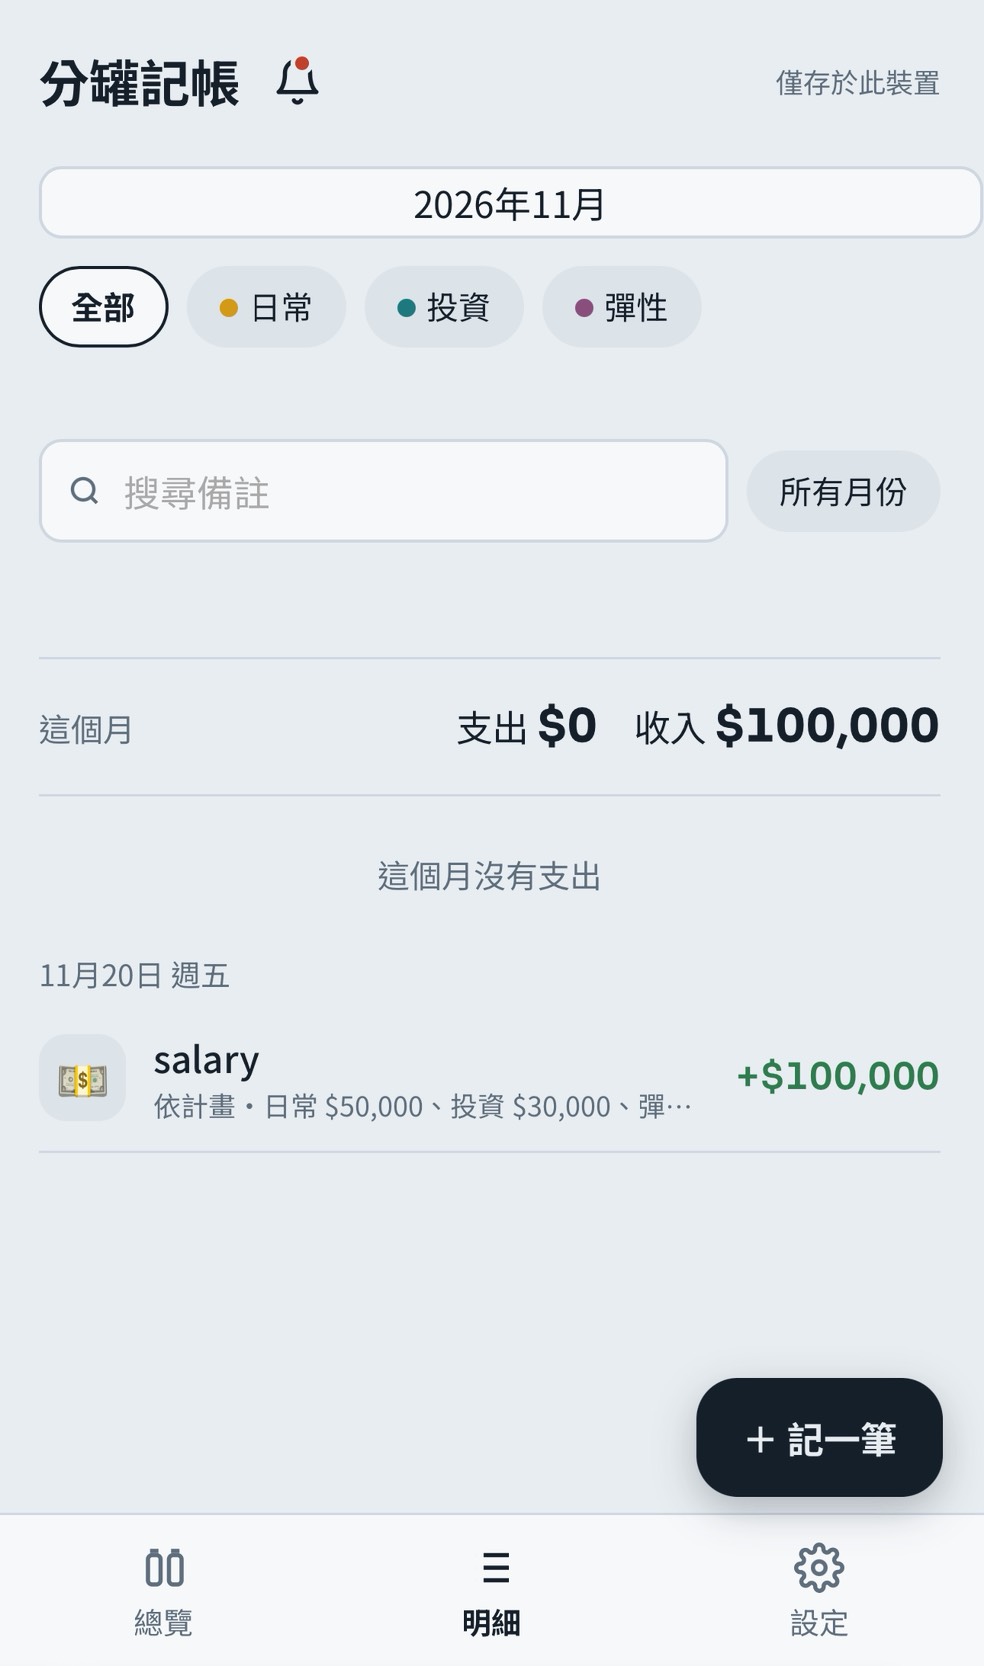 分罐記帳
僅存於此裝置
2026年11月
全部 日常 投資 彈性
搜尋備註
所有月份
這個月 支出 $0 收入 $100,000
這個月沒有支出
11月20日 週五
salary
+$100,000
依計畫・日常 $50,000、投資 $30,000、彈…
+ 記一筆
總覽 明細 設定